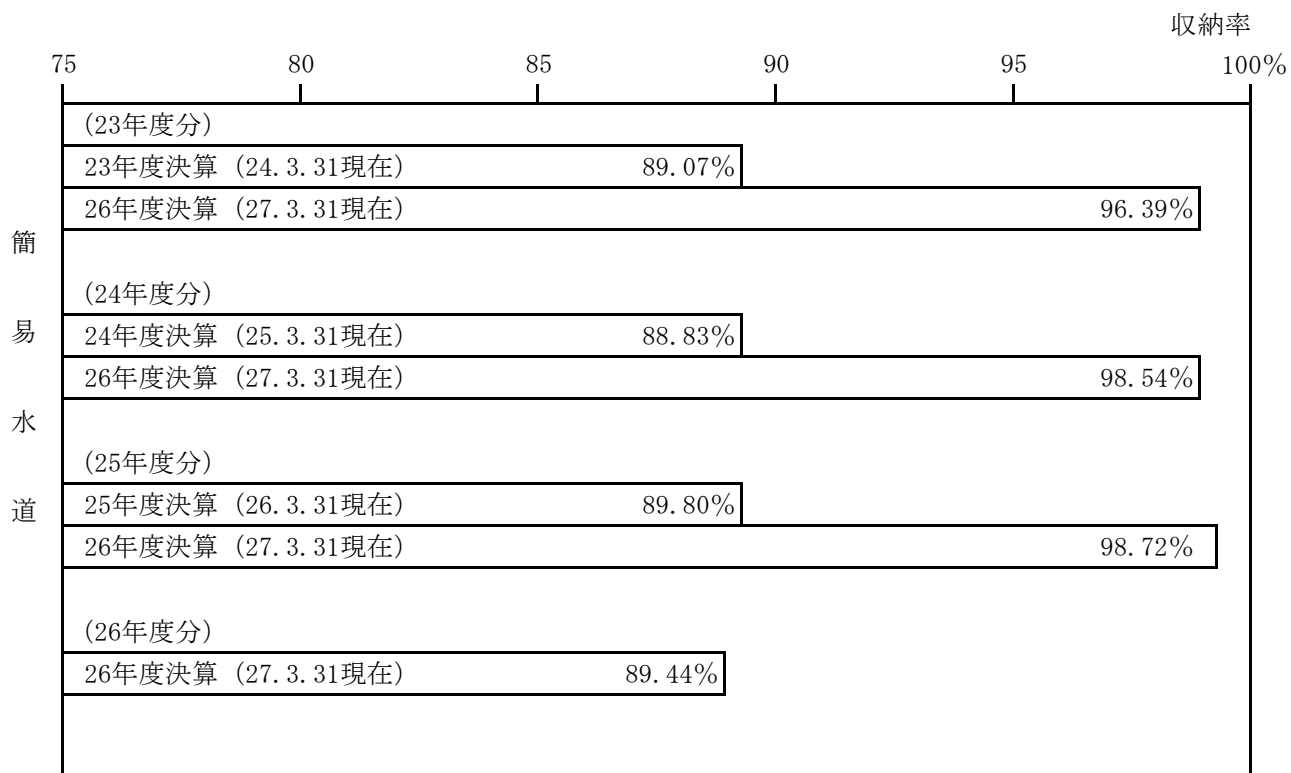 収納率
75 80 85 90 95 100%
(23年度分)
23年度決算 (24.3.31現在) 89.07%
26年度決算 (27.3.31現在) 96.39%
(24年度分)
24年度決算 (25.3.31現在) 88.83%
26年度決算 (27.3.31現在) 98.54%
(25年度分)
25年度決算 (26.3.31現在) 89.80%
26年度決算 (27.3.31現在) 98.72%
(26年度分)
26年度決算 (27.3.31現在) 89.44%
簡易水道